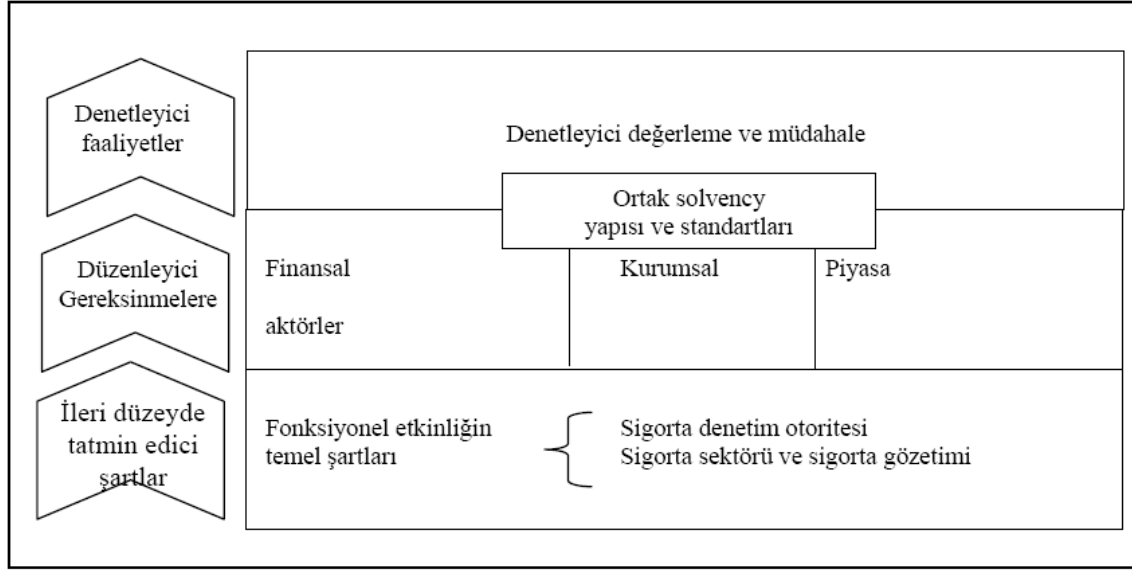 Denetleyici
faaliyetler
Denetleyici değerleme ve müdahale
Ortak solvency
yapısı ve standartları
Düzenleyici
Gereksinmelere
Finansal
aktörler
Kurumsal
Piyasa
İleri düzeyde
tatmin edici
şartlar
Fonksiyonel etkinliğin
temel şartları
Sigorta denetim otoritesi
Sigorta sektörü ve sigorta gözetimi